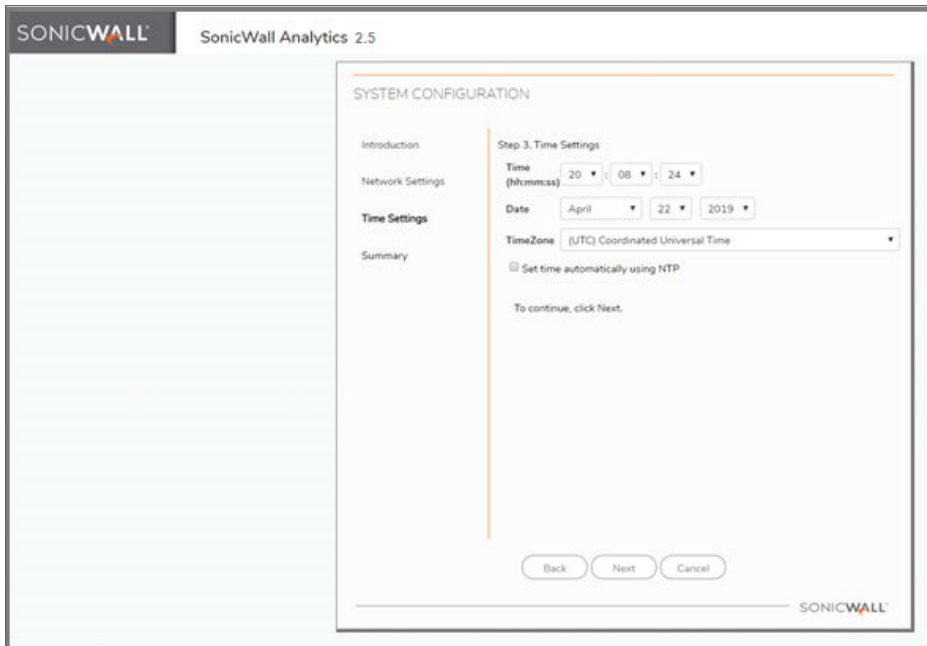 SONICWALL
SonicWall Analytics 2.5
SYSTEM CONFIGURATION
Introduction
Network Settings
Time Settings
Summary
Step 3. Time Settings
Time (hh:mm:ss) 20 : 08 : 24
Date April 22 2019
TimeZone (UTC) Coordinated Universal Time
Set time automatically using NTP
To continue, click Next.
Back Next Cancel
SONICWALL